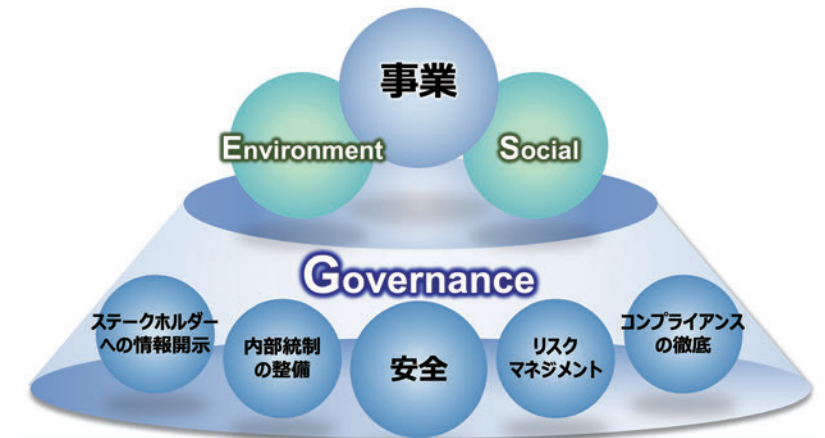 事業
Environment
Social
Governance
ステークホルダー
への情報開示
内部統制
の整備
安全
リスク
マネジメント
コンプライアンス
の徹底